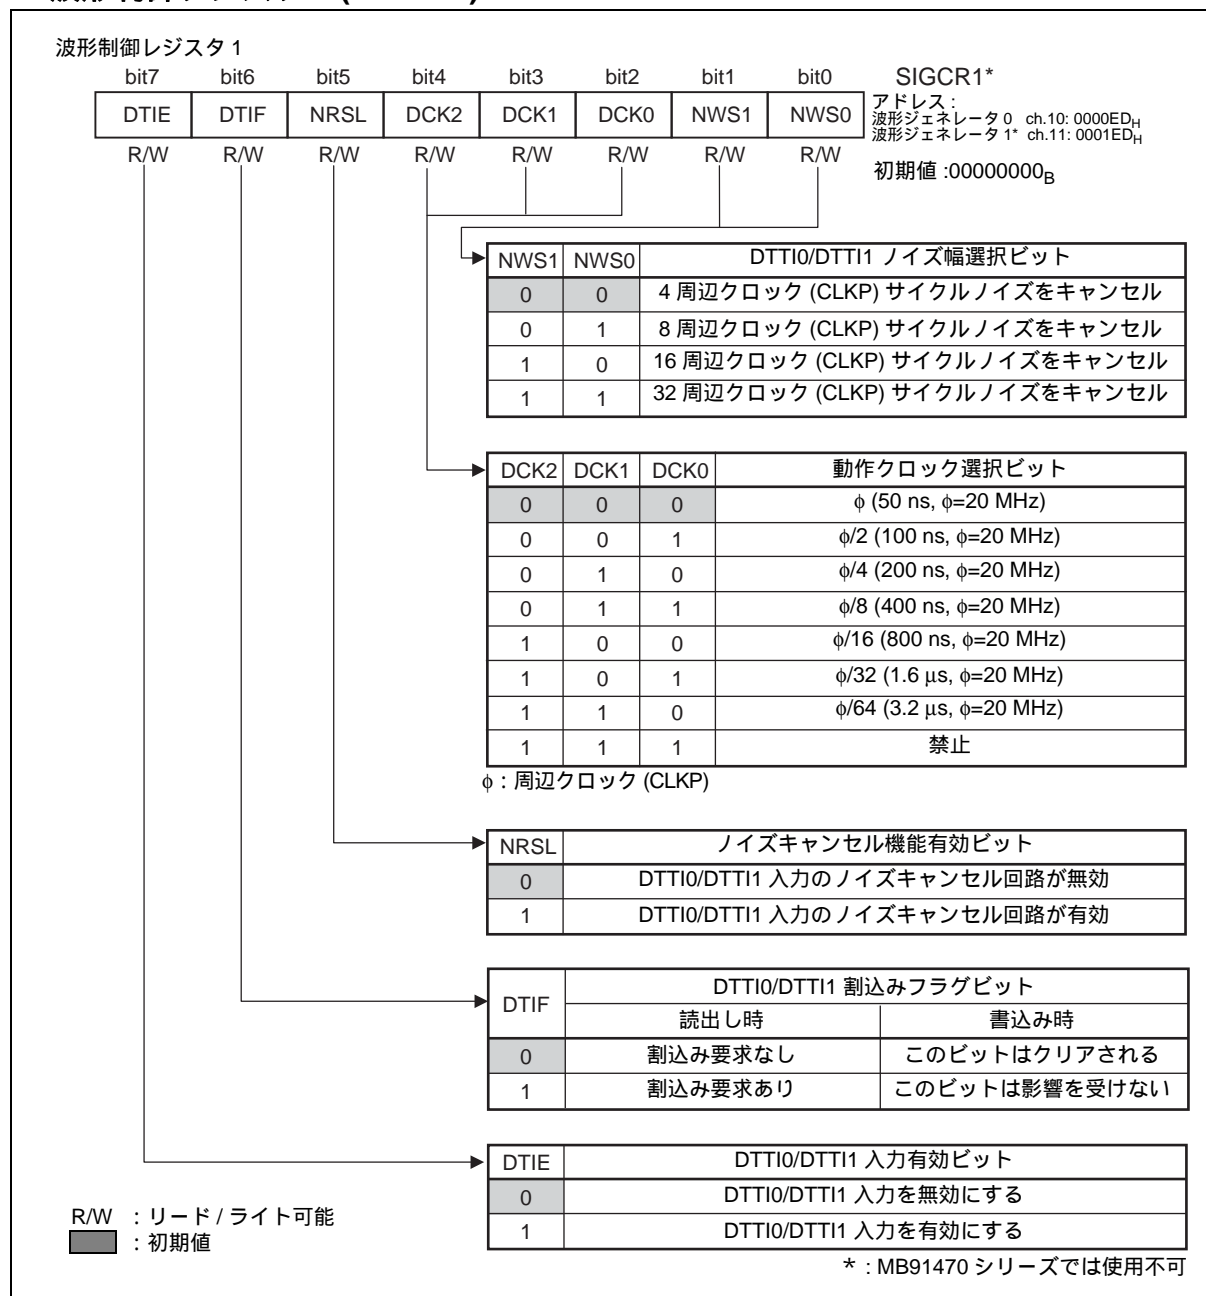 波形制御レジスタ 1
bit7 bit6 bit5 bit4 bit3 bit2 bit1 bit0 SIGCR1*
DTIE DTIF NRSL DCK2 DCK1 DCK0 NWS1 NWS0
アドレス :
波形ジェネレータ 0 ch.10: 0000EDH
波形ジェネレータ 1* ch.11: 0001EDH
R/W R/W R/W R/W R/W R/W R/W R/W
初期値 :00000000B
NWS1 NWS0 DTTI0/DTTI1 ノイズ幅選択ビット
0 0 4 周辺クロック (CLKP) サイクルノイズをキャンセル
0 1 8 周辺クロック (CLKP) サイクルノイズをキャンセル
1 0 16 周辺クロック (CLKP) サイクルノイズをキャンセル
1 1 32 周辺クロック (CLKP) サイクルノイズをキャンセル
DCK2 DCK1 DCK0 動作クロック選択ビット
0 0 0 φ (50 ns, φ=20 MHz)
0 0 1 φ/2 (100 ns, φ=20 MHz)
0 1 0 φ/4 (200 ns, φ=20 MHz)
0 1 1 φ/8 (400 ns, φ=20 MHz)
1 0 0 φ/16 (800 ns, φ=20 MHz)
1 0 1 φ/32 (1.6 μs, φ=20 MHz)
1 1 0 φ/64 (3.2 μs, φ=20 MHz)
1 1 1 禁止
φ : 周辺クロック (CLKP)
NRSL ノイズキャンセル機能有効ビット
0 DTTI0/DTTI1 入力のノイズキャンセル回路が無効
1 DTTI0/DTTI1 入力のノイズキャンセル回路が有効
DTIF DTTI0/DTTI1 割込みフラグビット
読出し時 書込み時
0 割込み要求なし このビットはクリアされる
1 割込み要求あり このビットは影響を受けない
DTIE DTTI0/DTTI1 入力有効ビット
0 DTTI0/DTTI1 入力を無効にする
1 DTTI0/DTTI1 入力を有効にする
R/W : リード / ライト可能
: 初期値
* : MB91470 シリーズでは使用不可